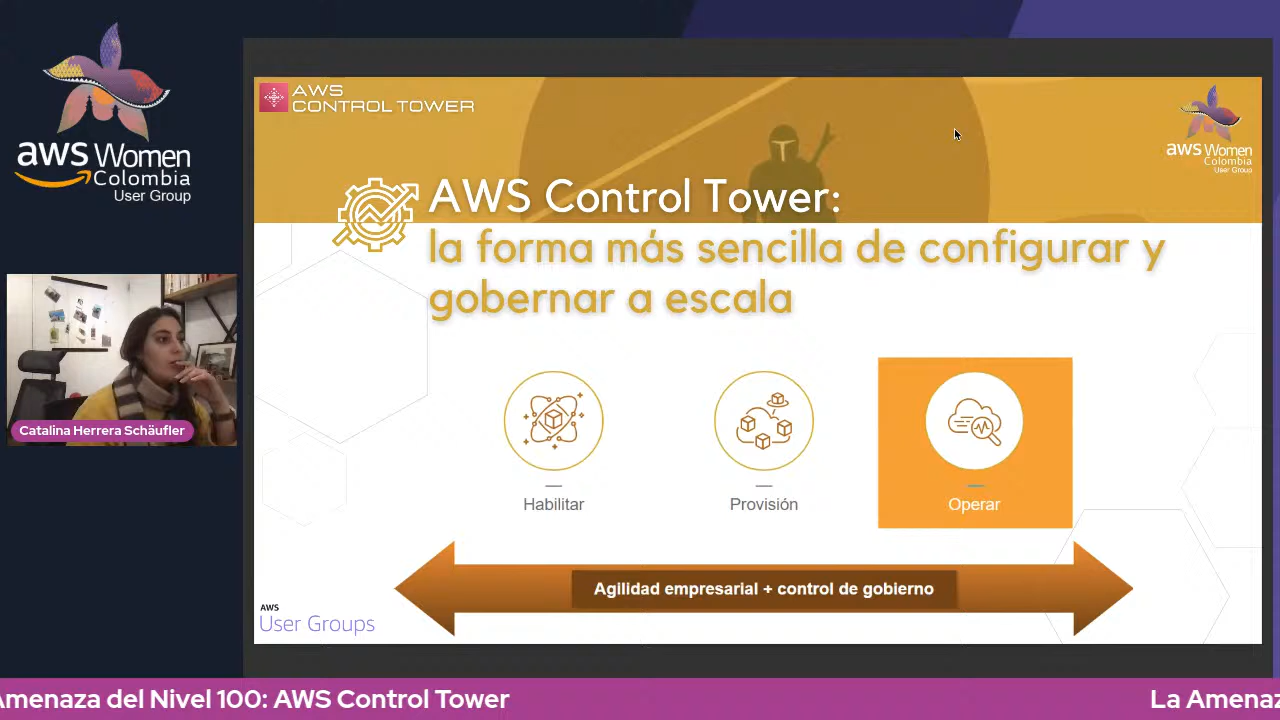 aws Women
Colombia
User Group
Catalina Herrera Schäufler
AWS
CONTROL TOWER
aws Women
Colombia
User Group
AWS Control Tower:
la forma más sencilla de configurar y
gobernar a escala
Habilitar
Provisión
Operar
Agilidad empresarial + control de gobierno
AWS
User Groups
Amenaza del Nivel 100: AWS Control Tower
La Amenaz